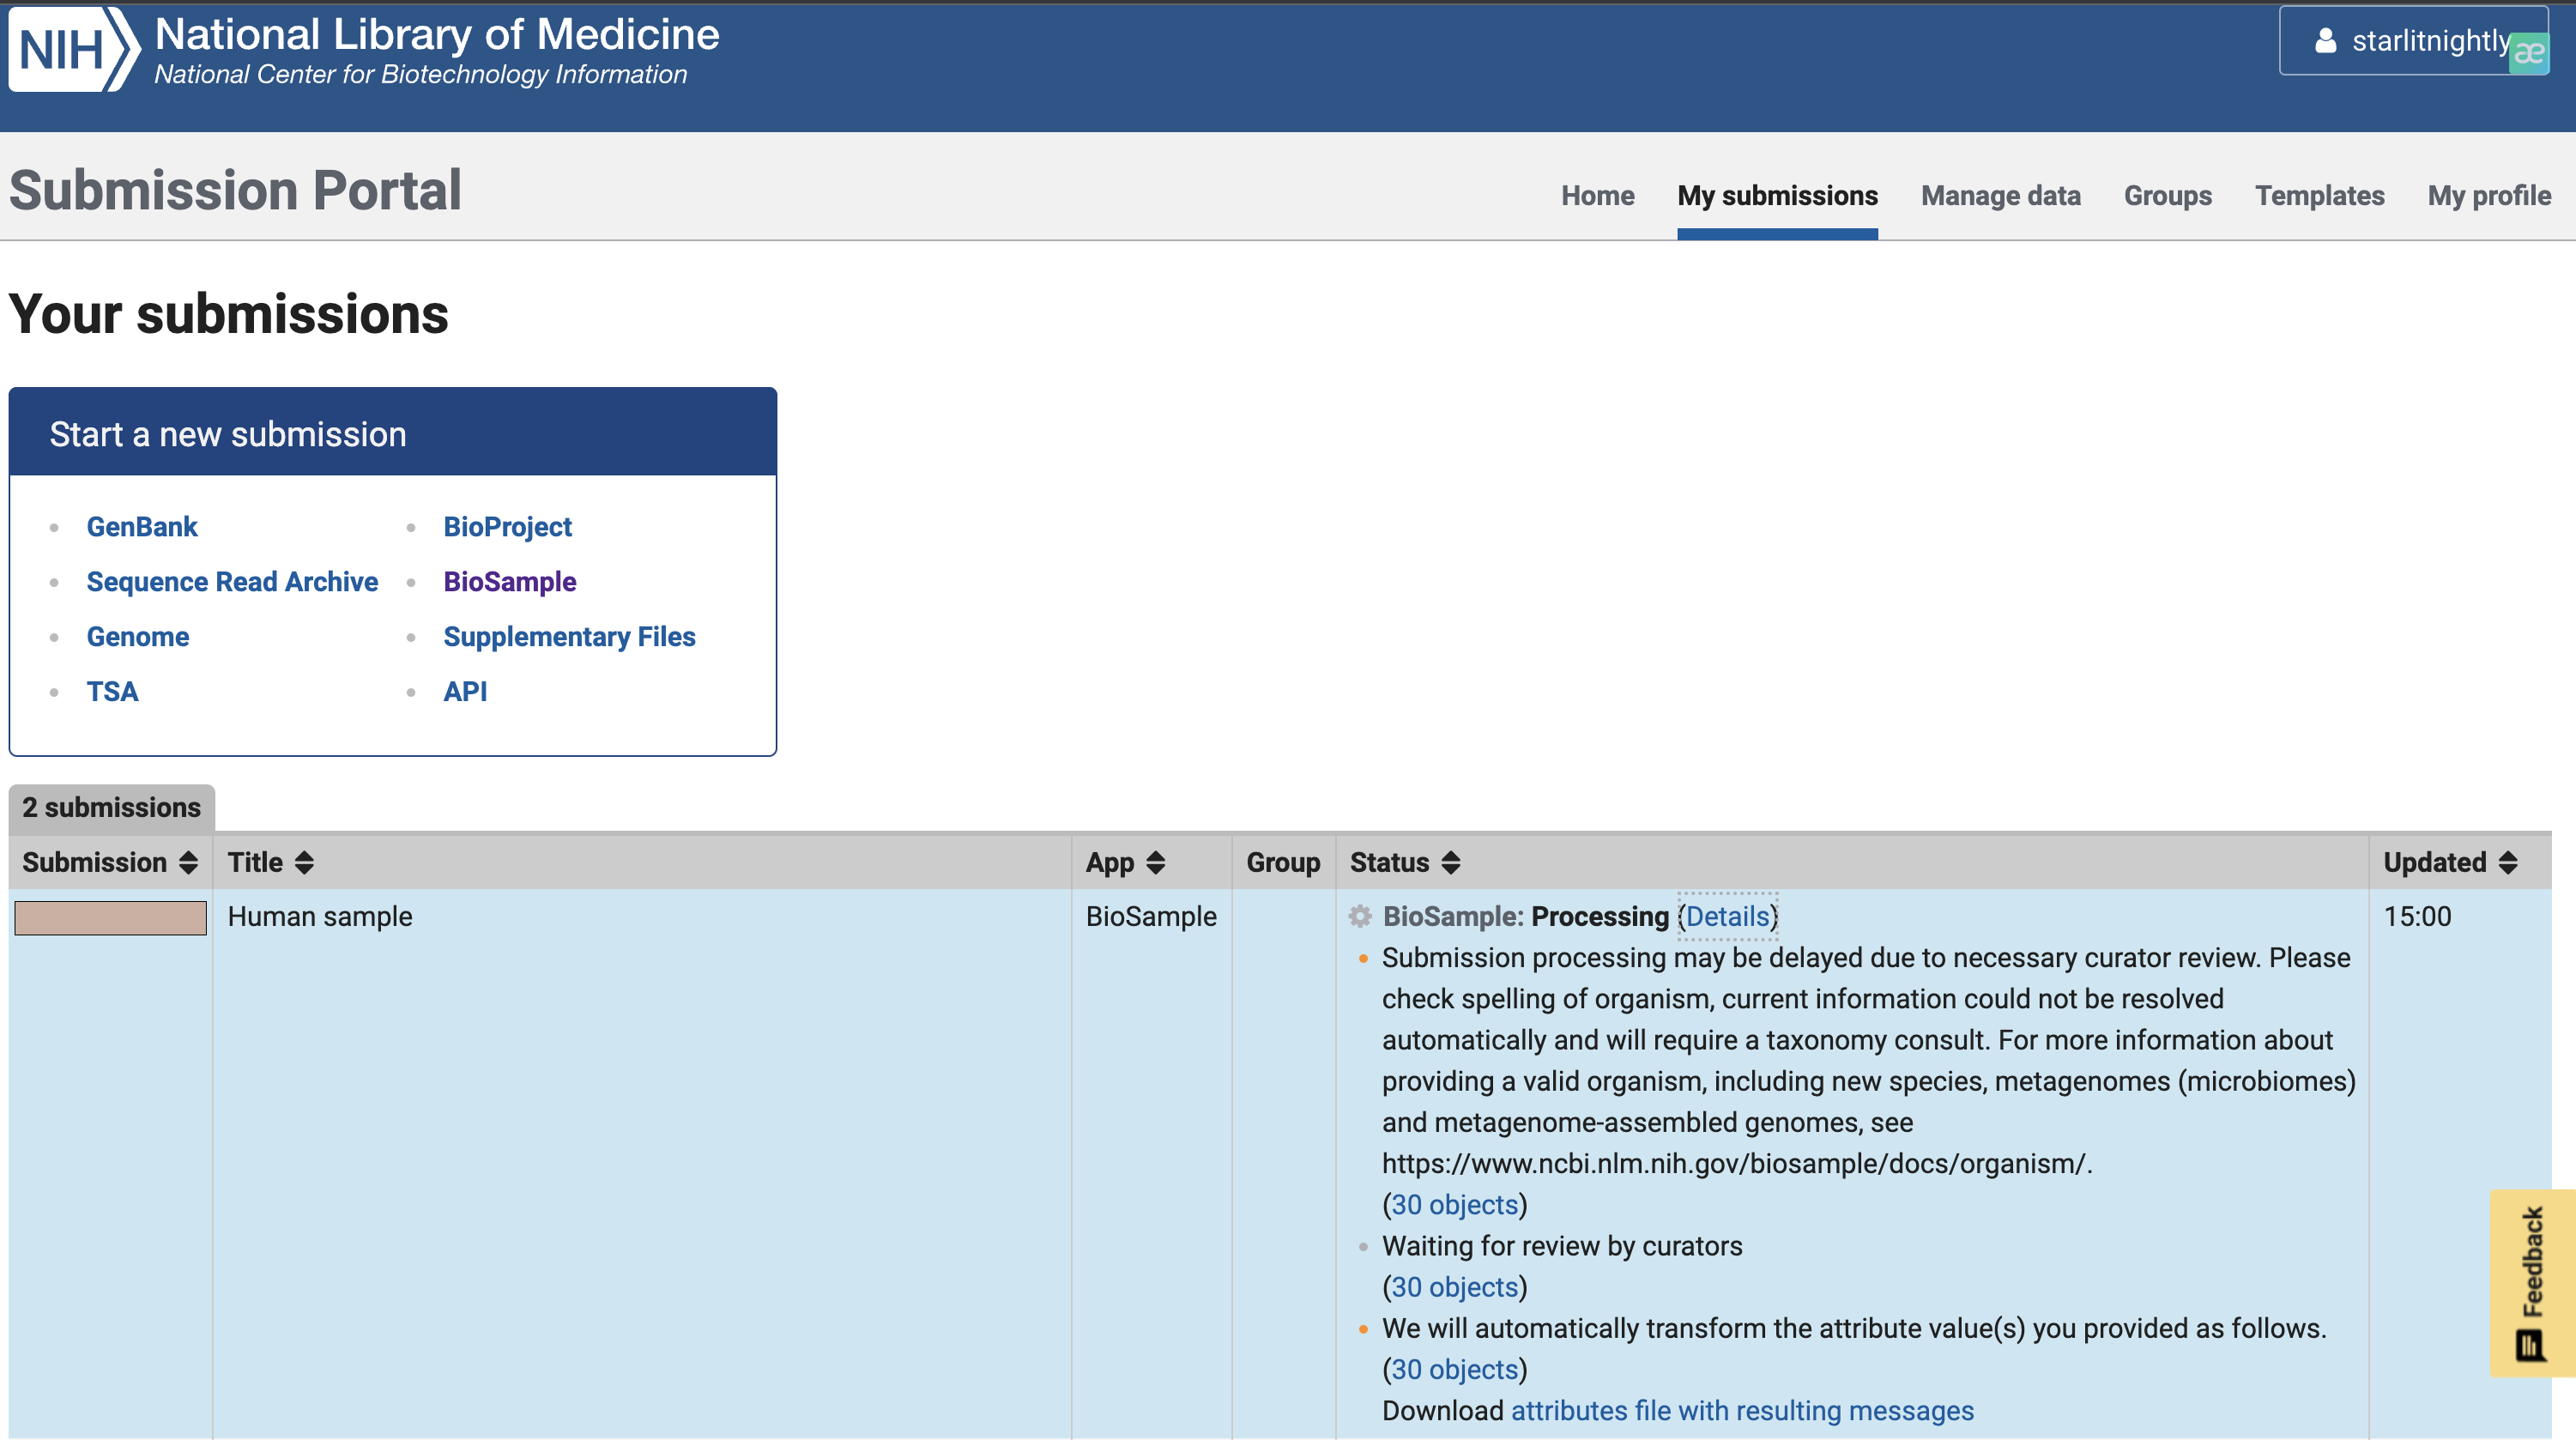 NIH National Library of Medicine
National Center for Biotechnology Information
starlitnightly
æ
Submission Portal
Home My submissions Manage data Groups Templates My profile
Your submissions
Start a new submission
GenBank
BioProject
Sequence Read Archive
BioSample
Genome
Supplementary Files
TSA
API
2 submissions
Submission Title App Group Status Updated
Human sample BioSample BioSample: Processing (Details) 15:00
Submission processing may be delayed due to necessary curator review. Please
check spelling of organism, current information could not be resolved
automatically and will require a taxonomy consult. For more information about
providing a valid organism, including new species, metagenomes (microbiomes)
and metagenome-assembled genomes, see
https://www.ncbi.nlm.nih.gov/biosample/docs/organism/.
(30 objects)
Waiting for review by curators
(30 objects)
We will automatically transform the attribute value(s) you provided as follows.
(30 objects)
Download attributes file with resulting messages
Feedback